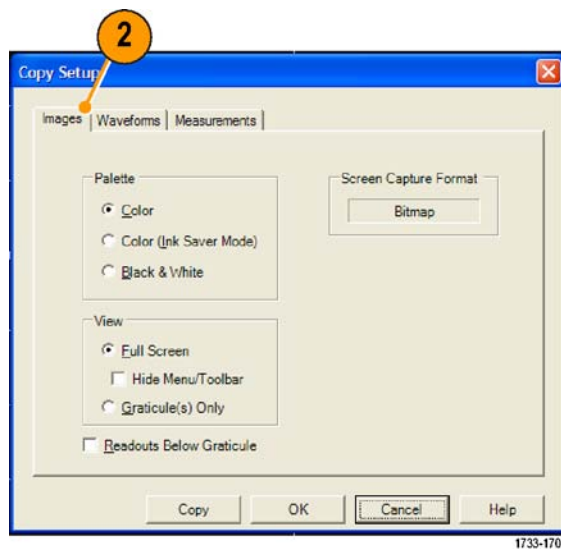 2
Copy Setup
Images Waveforms Measurements
Palette
Color
Color (Ink Saver Mode)
Black & White
Screen Capture Format
Bitmap
View
Full Screen
Hide Menu/Toolbar
Graticule(s) Only
Readouts Below Graticule
Copy OK Cancel Help
1733-170